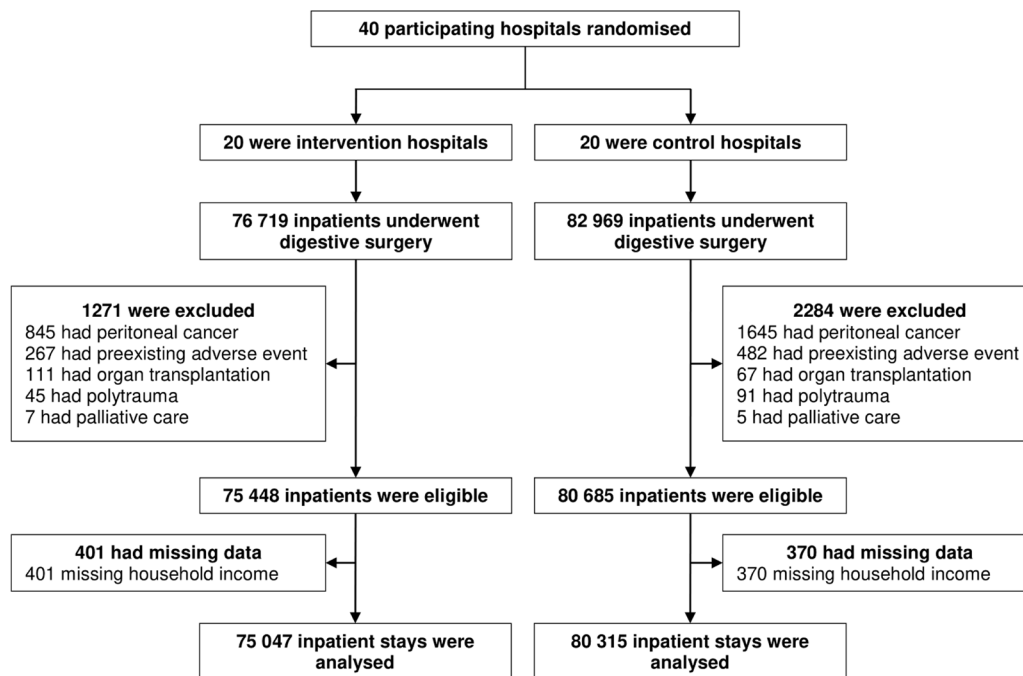 40 participating hospitals randomised
20 were intervention hospitals
20 were control hospitals
76 719 inpatients underwent
digestive surgery
82 969 inpatients underwent
digestive surgery
1271 were excluded
845 had peritoneal cancer
267 had preexisting adverse event
111 had organ transplantation
45 had polytrauma
7 had palliative care
2284 were excluded
1645 had peritoneal cancer
482 had preexisting adverse event
67 had organ transplantation
91 had polytrauma
5 had palliative care
75 448 inpatients were eligible
80 685 inpatients were eligible
401 had missing data
401 missing household income
370 had missing data
370 missing household income
75 047 inpatient stays were
analysed
80 315 inpatient stays were
analysed